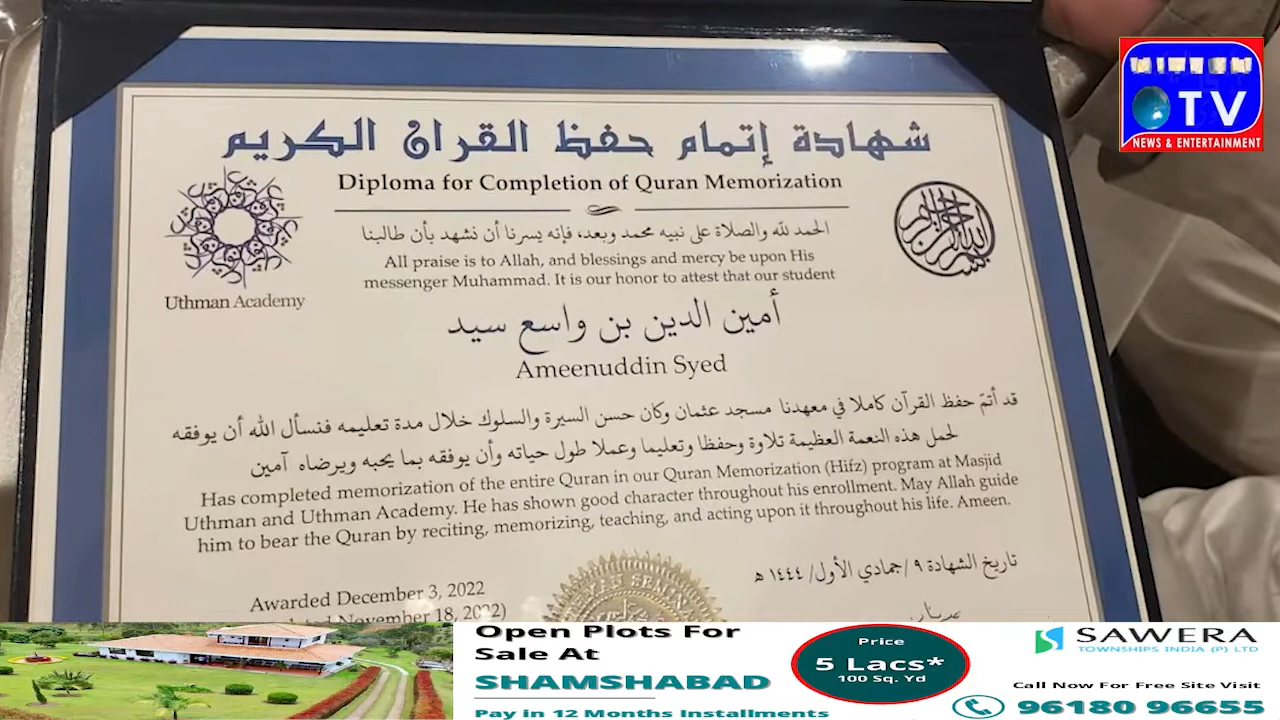 شهادة إتمام حفظ القران الكريم
Diploma for Completion of Quran Memorization
الحمد لله والصلاة على نبيه محمد وبعد، فإنه يسرنا أن نشهد بأن طالبنا
All praise is to Allah, and blessings and mercy be upon His
messenger Muhammad. It is our honor to attest that our student
Uthman Academy
أمين الدين بن واسع سيد
Ameenuddin Syed
قد أتمّ حفظ القرآن كاملا في معهدنا مسجد عثمان وكان حسن السيرة والسلوك خلال مدة تعليمه فنسأل الله أن يوفقه
لحمل هذه النعمة العظيمة تلاوة وحفظا وتعليما وعملا طول حياته وأن يوفقه بما يحبه ويرضاه آمين
Has completed memorization of the entire Quran in our Quran Memorization (Hifz) program at Masjid
Uthman and Uthman Academy. He has shown good character throughout his enrollment. May Allah guide
him to bear the Quran by reciting, memorizing, teaching, and acting upon it throughout his life. Ameen.
تاريخ الشهادة ٩ /جمادي الأول/ ١٤٤٤ هـ
Awarded December 3, 2022
November 18, 2022)
TV
NEWS & ENTERTAINMENT
Open Plots For
Sale At
SHAMSHABAD
Pay in 12 Months Installments
Price
5 Lacs*
100 Sq. Yd
SAWERA
TOWNSHIPS INDIA (P) LTD
Call Now For Free Site Visit
96180 96655